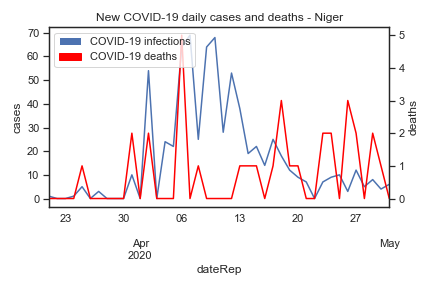 New COVID-19 daily cases and deaths - Niger
COVID-19 infections
COVID-19 deaths
70
60
50
40
30
20
10
0
cases
5
4
3
2
1
0
deaths
23 30 06 13 20 27
Apr May
2020
dateRep